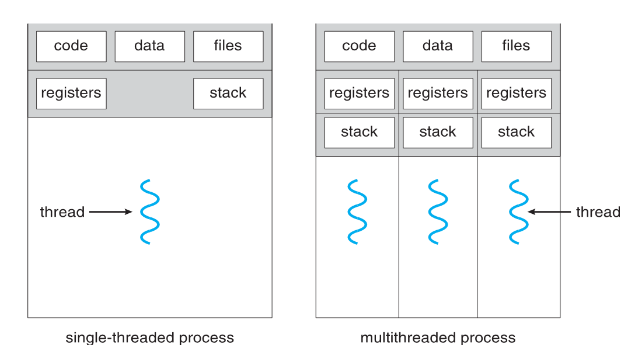 code data files
registers stack
thread
single-threaded process
code data files
registers registers registers
stack stack stack
thread
multithreaded process